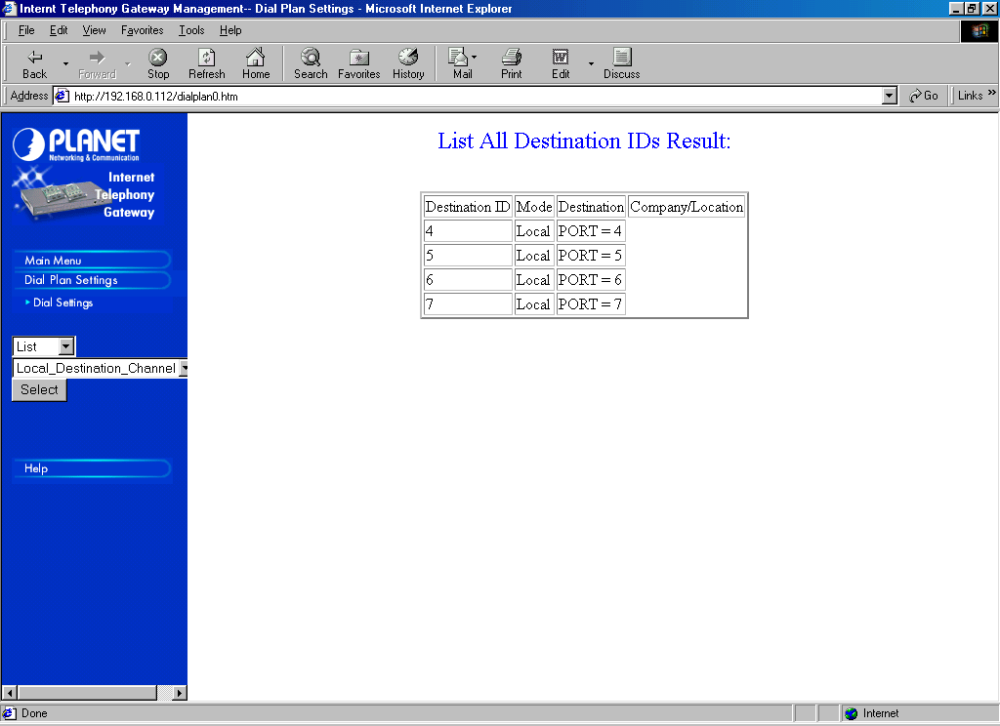 Internt Telephony Gateway Management-- Dial Plan Settings - Microsoft Internet Explorer
File Edit View Favorites Tools Help
Back Forward Stop Refresh Home Search Favorites History Mail Print Edit Discuss
Address http://192.168.0.112/dialplan0.htm Go Links »
PLANET
Networking & Communication
Internet
Telephony
Gateway
Main Menu
Dial Plan Settings
Dial Settings
List
Local_Destination_Channel
Select
Help
List All Destination IDs Result:
Destination ID Mode Destination Company/Location
4 Local PORT = 4
5 Local PORT = 5
6 Local PORT = 6
7 Local PORT = 7
Done Internet